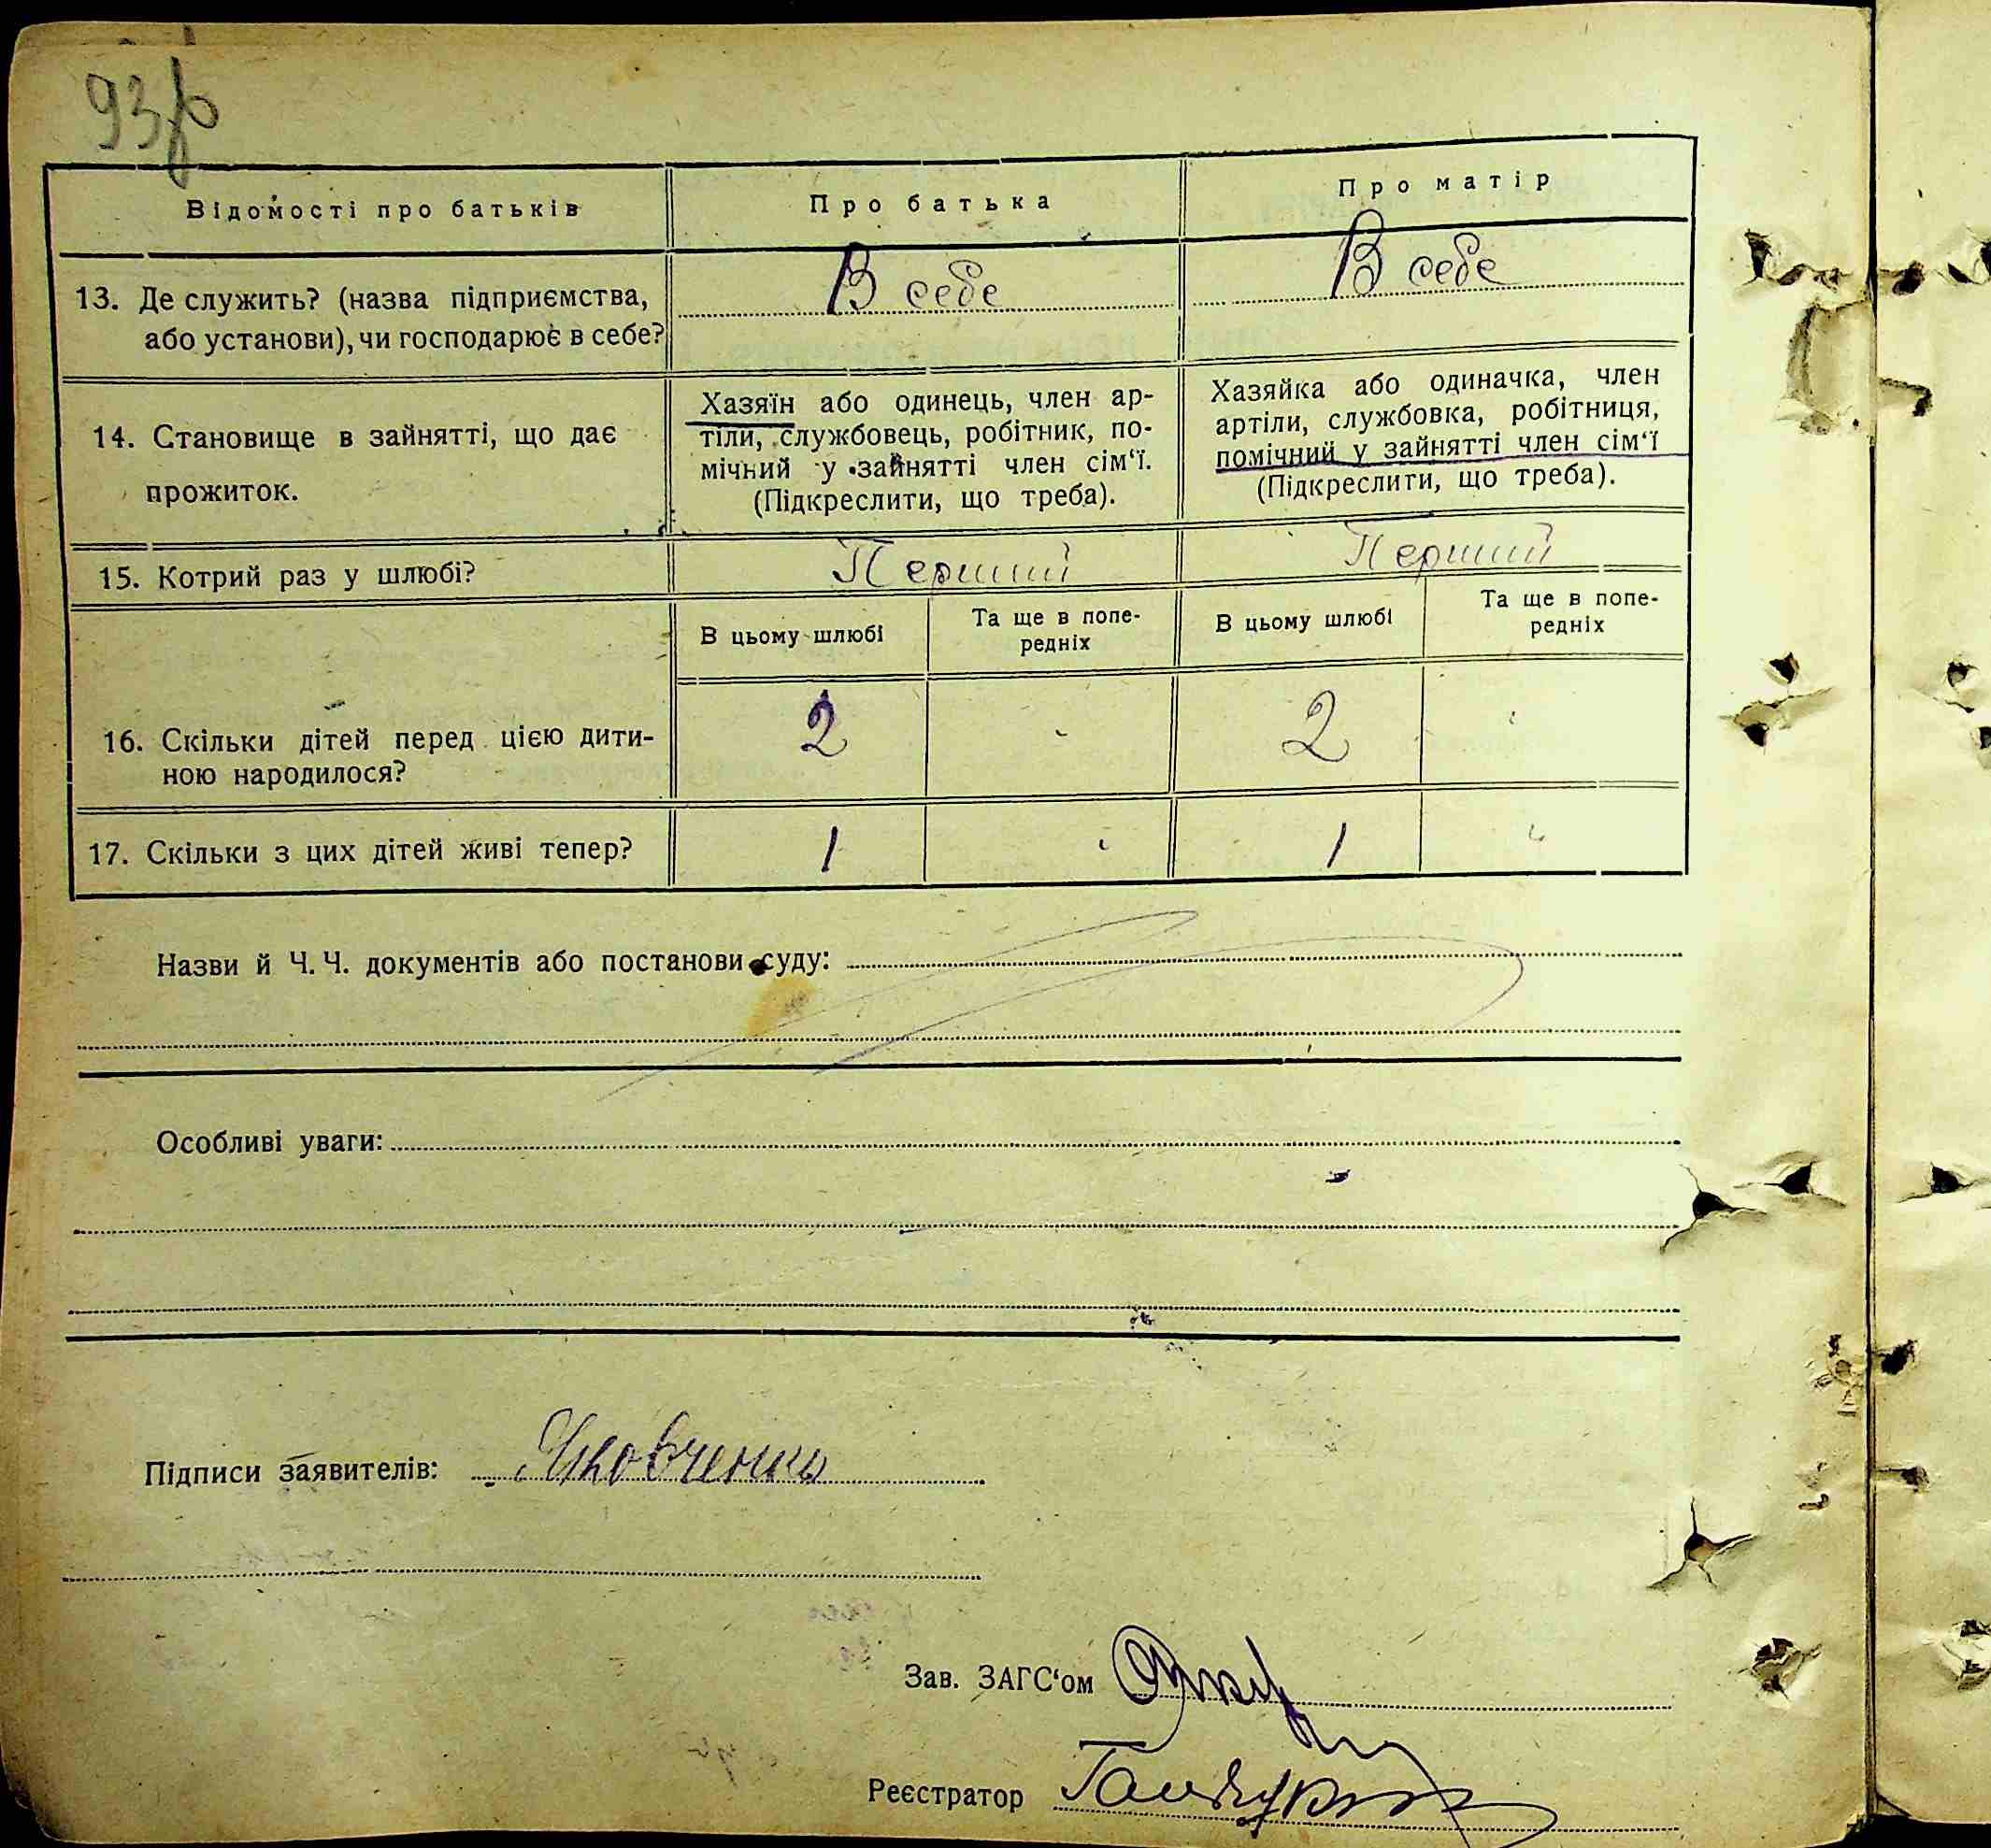 93
Відомості про батьків Про батька Про матір
13. Де служить? (назва підприємства, В себе В себе
або установи), чи господарює в себе?
14. Становище в зайнятті, що дає
прожиток.
Хазяїн або одинець, член ар-
тіли, службовець, робітник, по-
мічний у зайнятті член сім‘ї.
(Підкреслити, що треба).
Хазяйка або одиначка, член
артіли, службовка, робітниця,
помічний у зайнятті член сім‘ї
(Підкреслити, що треба).
15. Котрий раз у шлюбі? Перший Перший
В цьому шлюбі Та ще в попе- В цьому шлюбі Та ще в попе-
редніх редніх
16. Скільки дітей перед цією дити- 2 2
ною народилося?
17. Скільки з цих дітей живі тепер? 1 1
Назви й Ч. Ч. документів або постанови суду:
Особливі уваги:
Підписи заявителів: Яковченко
Зав. ЗАГС‘ом
Реєстратор